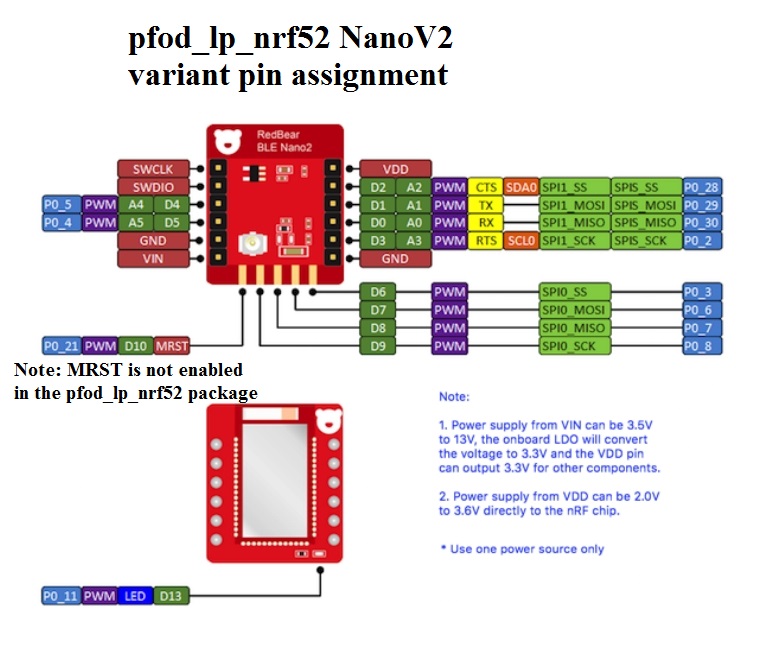 pfod_lp_nrf52 NanoV2
variant pin assignment
RedBear
BLE Nano2
SWCLK VDD
SWDIO D2 A2 PWM CTS SDA0 SPI1_SS SPIS_SS P0_28
P0_5 PWM A4 D4 D1 A1 PWM TX SPI1_MOSI SPIS_MOSI P0_29
P0_4 PWM A5 D5 D0 A0 PWM RX SPI1_MISO SPIS_MISO P0_30
GND D3 A3 PWM RTS SCL0 SPI1_SCK SPIS_SCK P0_2
VIN GND
D6 PWM SPI0_SS P0_3
D7 PWM SPI0_MOSI P0_6
D8 PWM SPI0_MISO P0_7
P0_21 PWM D10 MRST D9 PWM SPI0_SCK P0_8
Note: MRST is not enabled
in the pfod_lp_nrf52 package
Note:
1. Power supply from VIN can be 3.5V
to 13V, the onboard LDO will convert
the voltage to 3.3V and the VDD pin
can output 3.3V for other components.
2. Power supply from VDD can be 2.0V
to 3.6V directly to the nRF chip.
* Use one power source only
P0_11 PWM LED D13